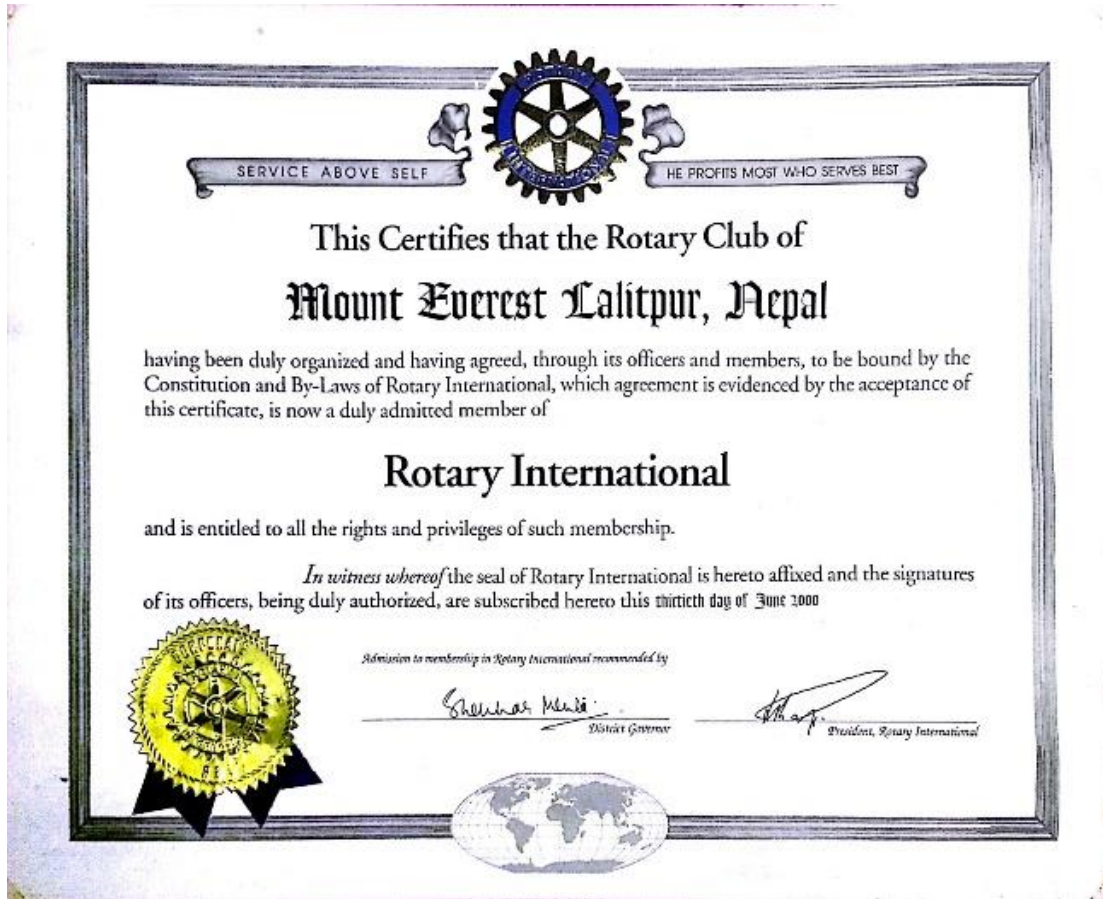 SERVICE ABOVE SELF
HE PROFITS MOST WHO SERVES BEST
This Certifies that the Rotary Club of
Mount Everest Lalitpur, Nepal
having been duly organized and having agreed, through its officers and members, to be bound by the
Constitution and By-Laws of Rotary International, which agreement is evidenced by the acceptance of
this certificate, is now a duly admitted member of
Rotary International
and is entitled to all the rights and privileges of such membership.
In witness whereof the seal of Rotary International is hereto affixed and the signatures
of its officers, being duly authorized, are subscribed hereto this thirtieth day of June 2000
Admission to membership in Rotary International recommended by
District Governor
President, Rotary International